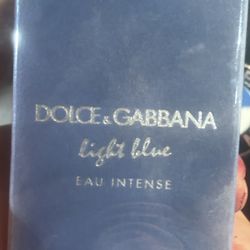 DOLCE & GABBANA
light blue
EAU INTENSE